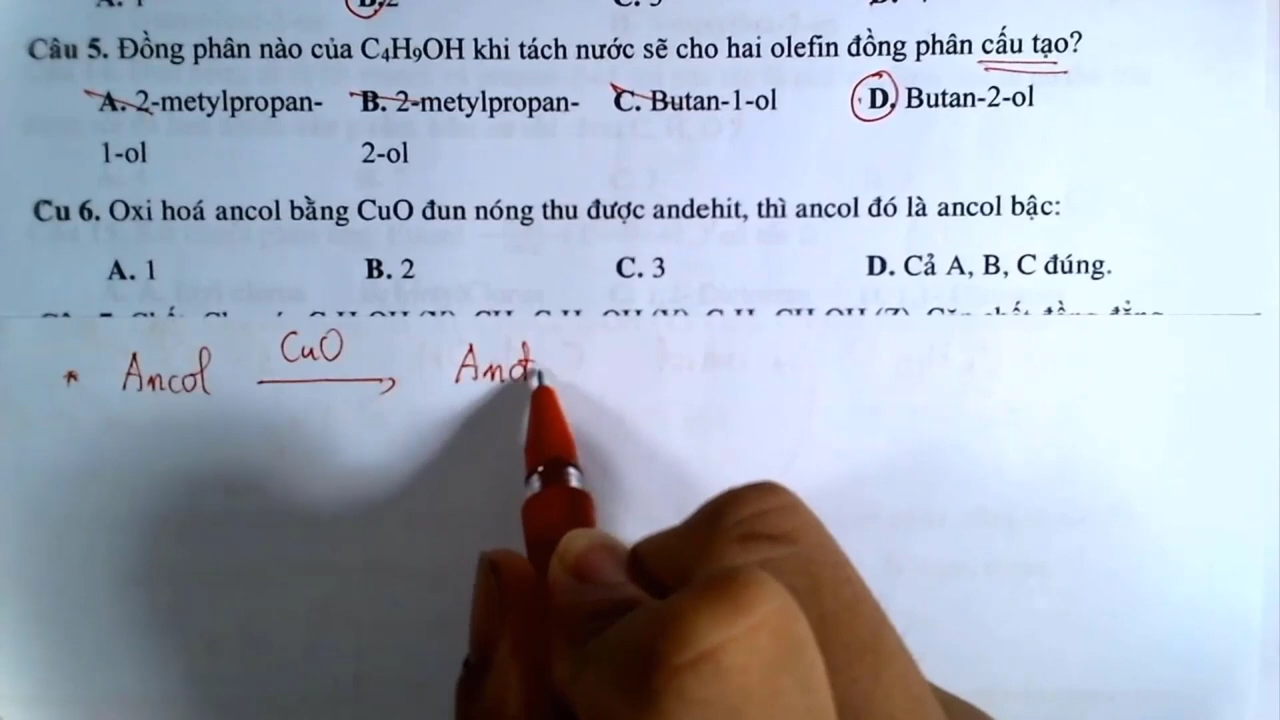 Câu 5. Đồng phân nào của C₄H₉OH khi tách nước sẽ cho hai olefin đồng phân cấu tạo?
A. 2-metylpropan-1-ol B. 2-metylpropan-2-ol C. Butan-1-ol D. Butan-2-ol
Cu 6. Oxi hoá ancol bằng CuO đun nóng thu được andehit, thì ancol đó là ancol bậc:
A. 1 B. 2 C. 3 D. Cả A, B, C đúng.
* Ancol CuO → And